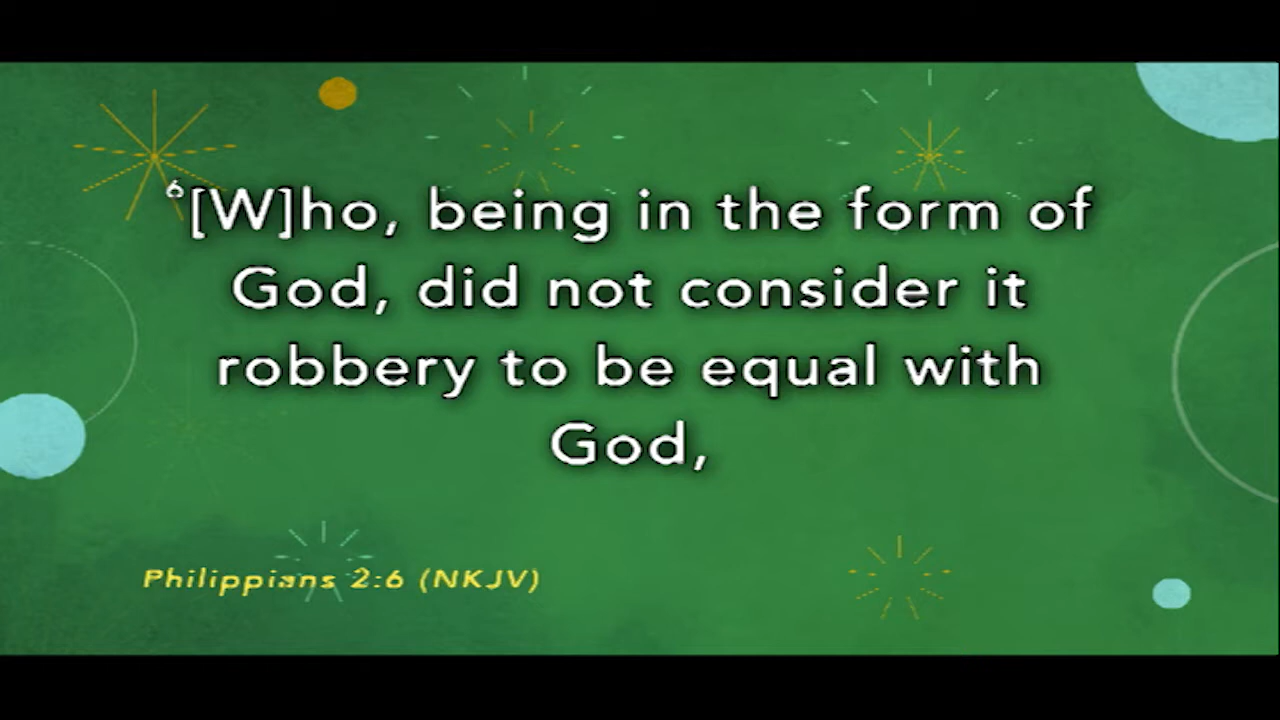 ⁶[W]ho, being in the form of
God, did not consider it
robbery to be equal with
God,
Philippians 2:6 (NKJV)